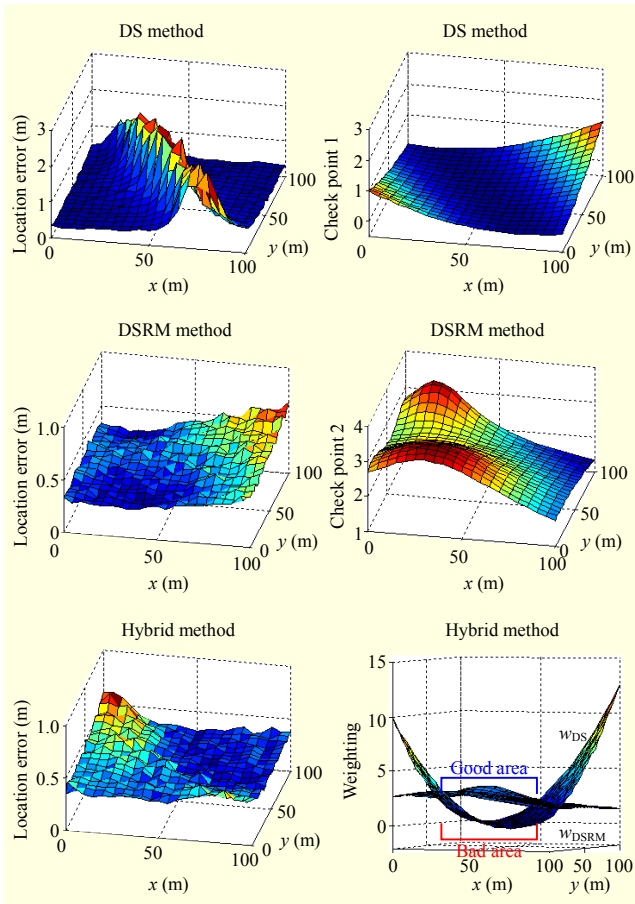 DS method
Location error (m)
3
2
1
0
0
50
100
x (m)
0
50
100
y (m)
DS method
Check point 1
3
2
1
0
0
50
100
x (m)
0
50
100
y (m)
DSRM method
Location error (m)
1.0
0.5
0
0
50
100
x (m)
0
50
100
y (m)
DSRM method
Check point 2
4
3
2
1
0
50
100
x (m)
0
50
100
y (m)
Hybrid method
Location error (m)
1.0
0.5
0
0
50
100
x (m)
0
50
100
y (m)
Hybrid method
Weighting
15
10
5
0
wDS
Good area
wDSRM
Bad area
0
50
100
0
50
100
x (m)
y (m)